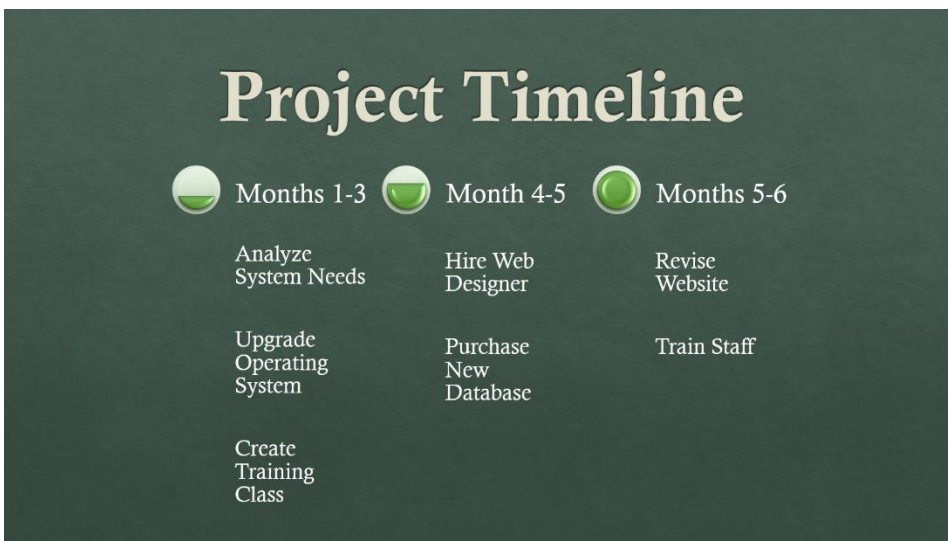 Project Timeline
Months 1-3
Analyze
System Needs
Upgrade
Operating
System
Create
Training
Class
Month 4-5
Hire Web
Designer
Purchase
New
Database
Months 5-6
Revise
Website
Train Staff